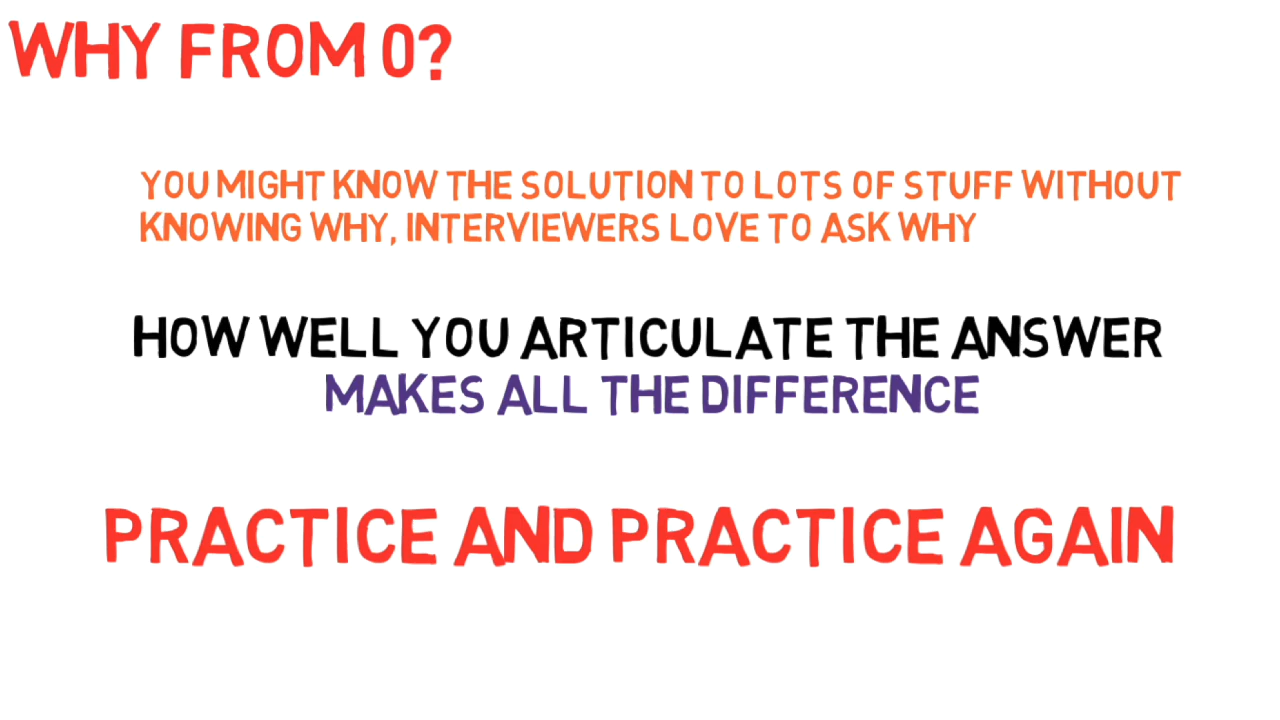 WHY FROM 0?
YOU MIGHT KNOW THE SOLUTION TO LOTS OF STUFF WITHOUT
KNOWING WHY, INTERVIEWERS LOVE TO ASK WHY
HOW WELL YOU ARTICULATE THE ANSWER
MAKES ALL THE DIFFERENCE
PRACTICE AND PRACTICE AGAIN